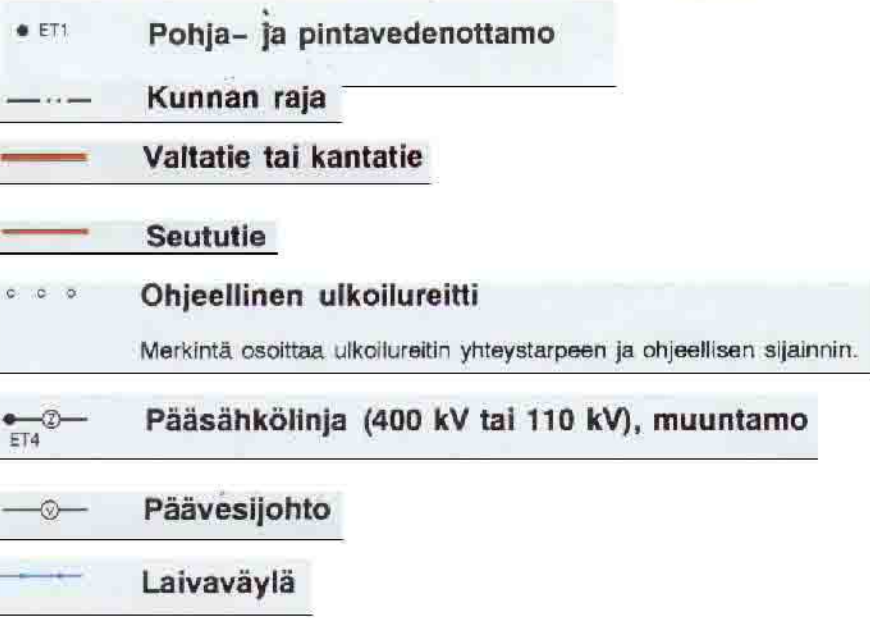 ET1 Pohja- ja pintavedenottamo
Kunnan raja
Valtatie tai kantatie
Seututie
Ohjeellinen ulkoilureitti
Merkintä osoittaa ulkoilureitin yhteystarpeen ja ohjeellisen sijainnin.
Z Pääsähkölinja (400 kV tai 110 kV), muuntamo
ET4
V Päävesijohto
Laivaväylä